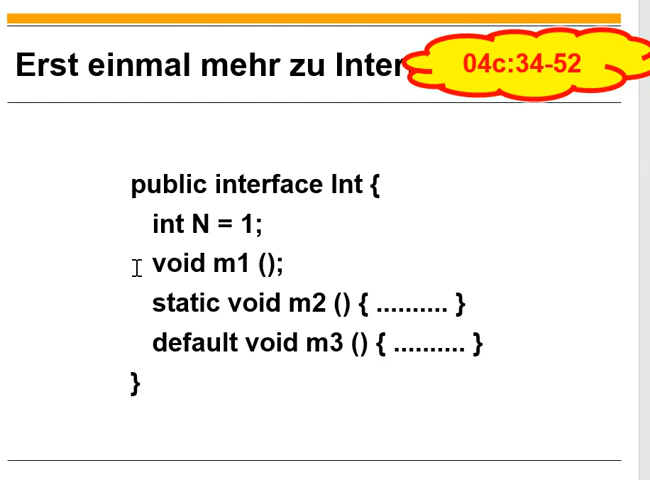 Erst einmal mehr zu Inter
04c:34-52
public interface Int {
int N = 1;
void m1 ();
static void m2 () { .......... }
default void m3 () { .......... }
}